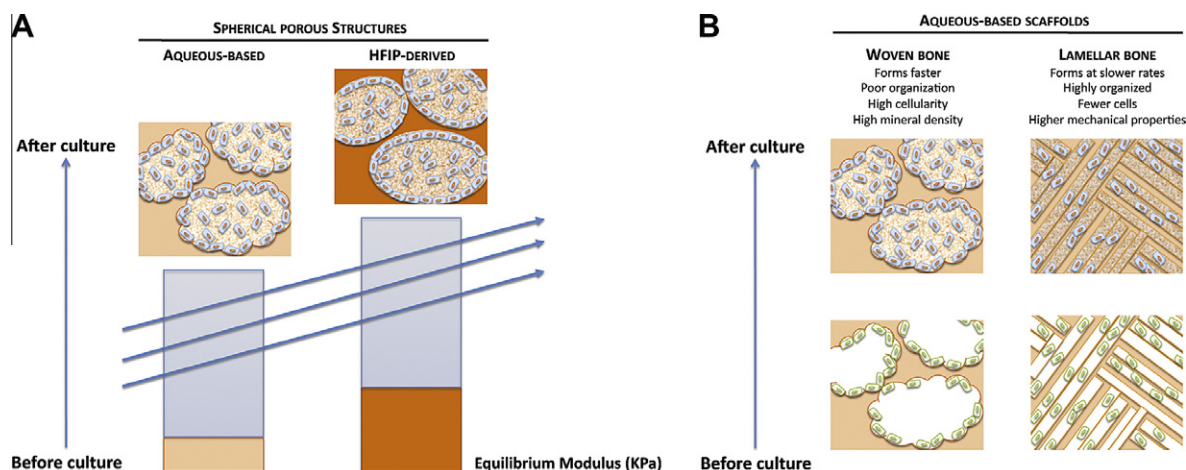 A
SPHERICAL POROUS STRUCTURES
AQUEOUS-BASED
HFIP-DERIVED
After culture
Before culture
Equilibrium Modulus (KPa)
B
AQUEOUS-BASED SCAFFOLDS
WOVEN BONE
Forms faster
Poor organization
High cellularity
High mineral density
LAMELLAR BONE
Forms at slower rates
Highly organized
Fewer cells
Higher mechanical properties
After culture
Before culture